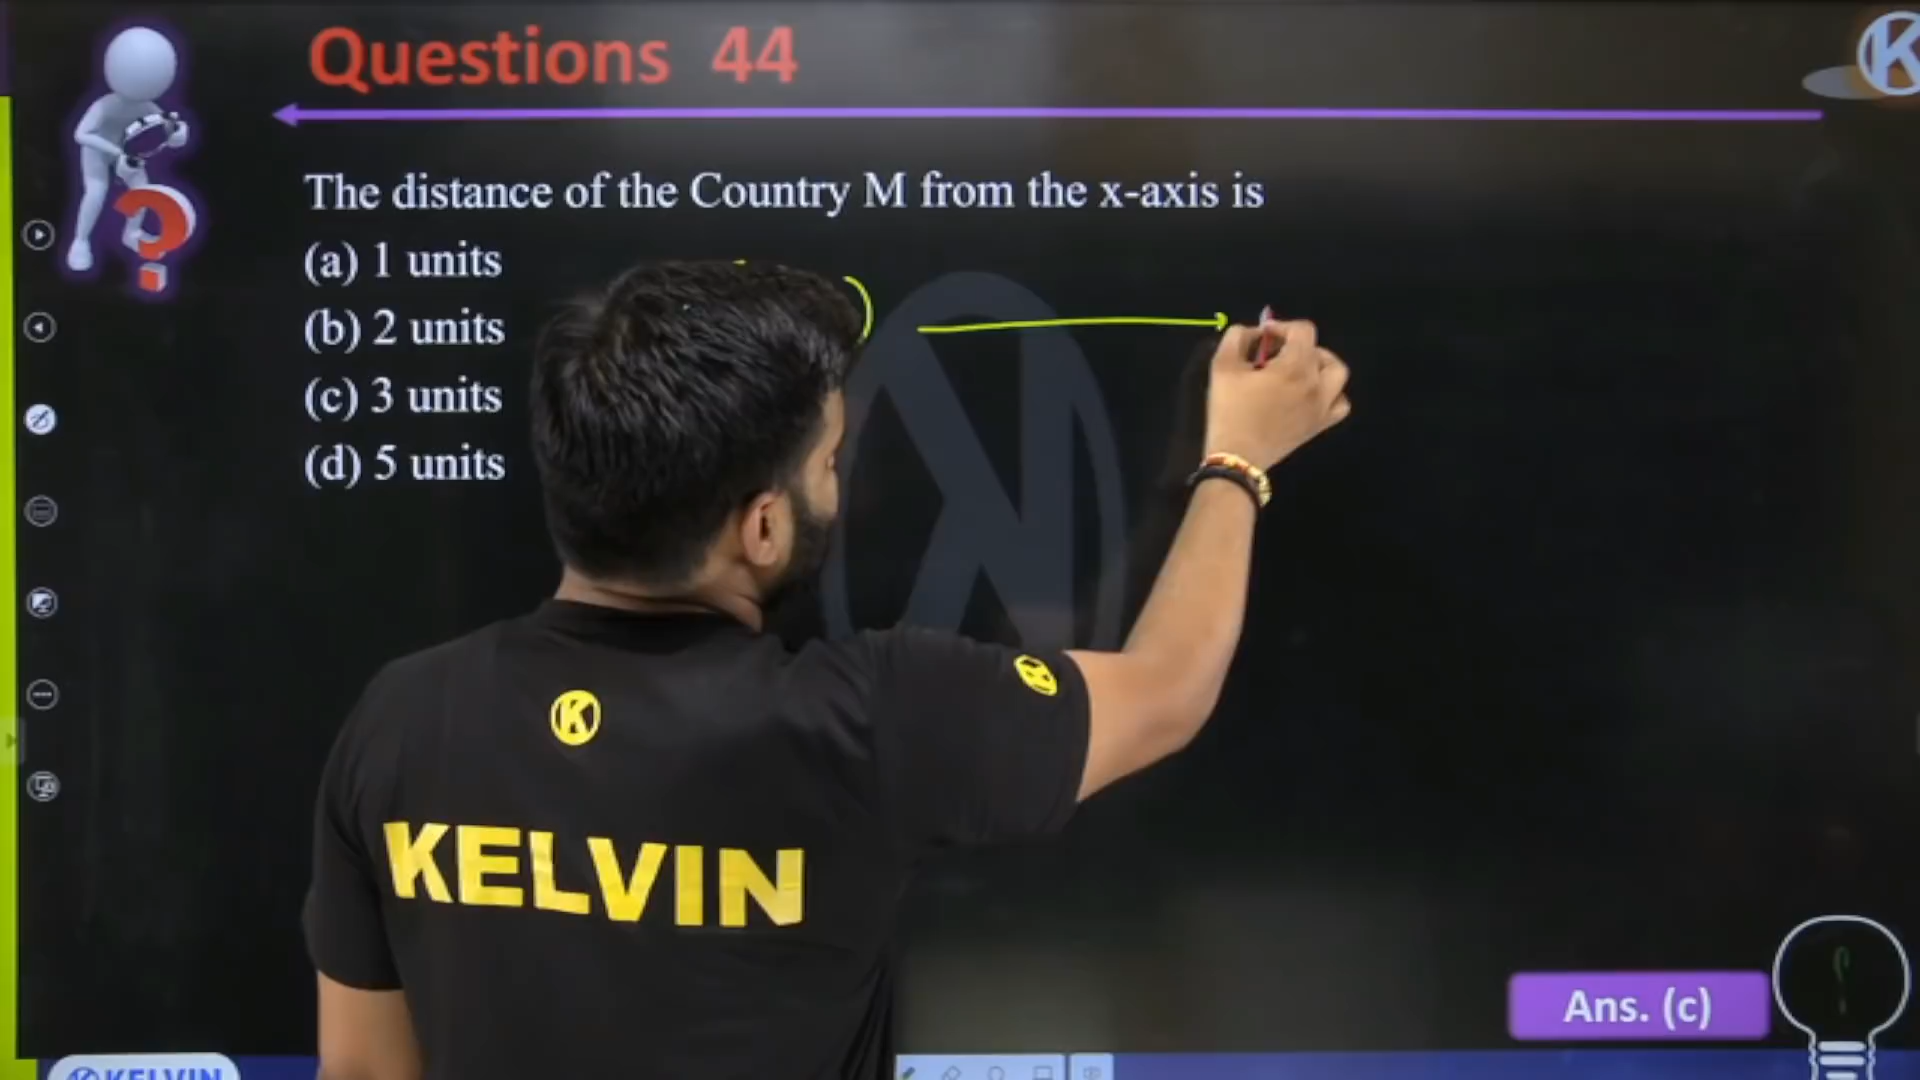 Questions 44
The distance of the Country M from the x-axis is
(a) 1 units
(b) 2 units
(c) 3 units
(d) 5 units
K
KELVIN
Ans. (c)
KELVIN